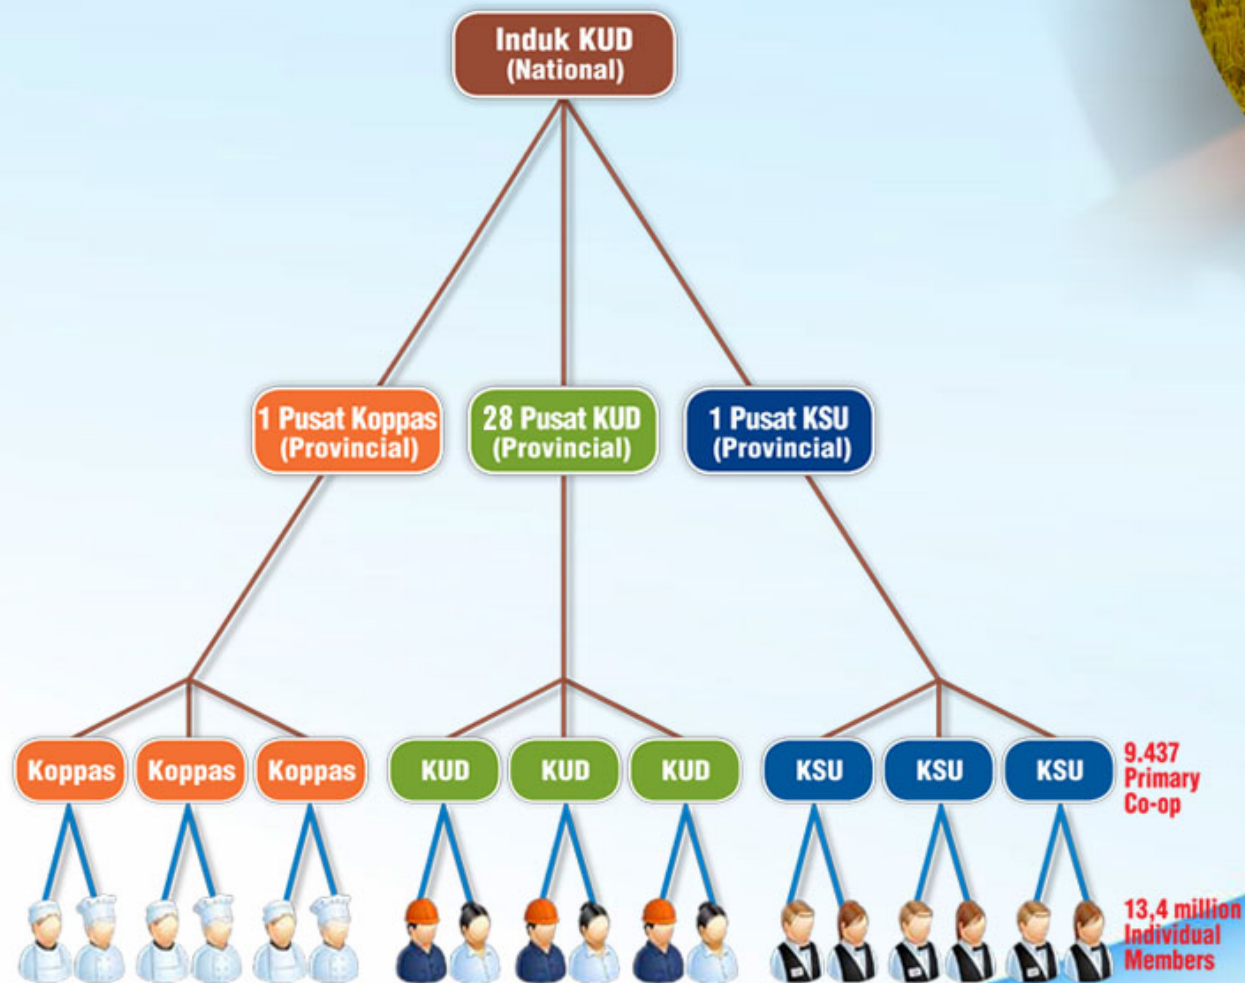 Induk KUD
(National)
1 Pusat Koppas
(Provincial)
28 Pusat KUD
(Provincial)
1 Pusat KSU
(Provincial)
Koppas
Koppas
Koppas
KUD
KUD
KUD
KSU
KSU
KSU
9.437
Primary
Co-op
13,4 million
Individual
Members